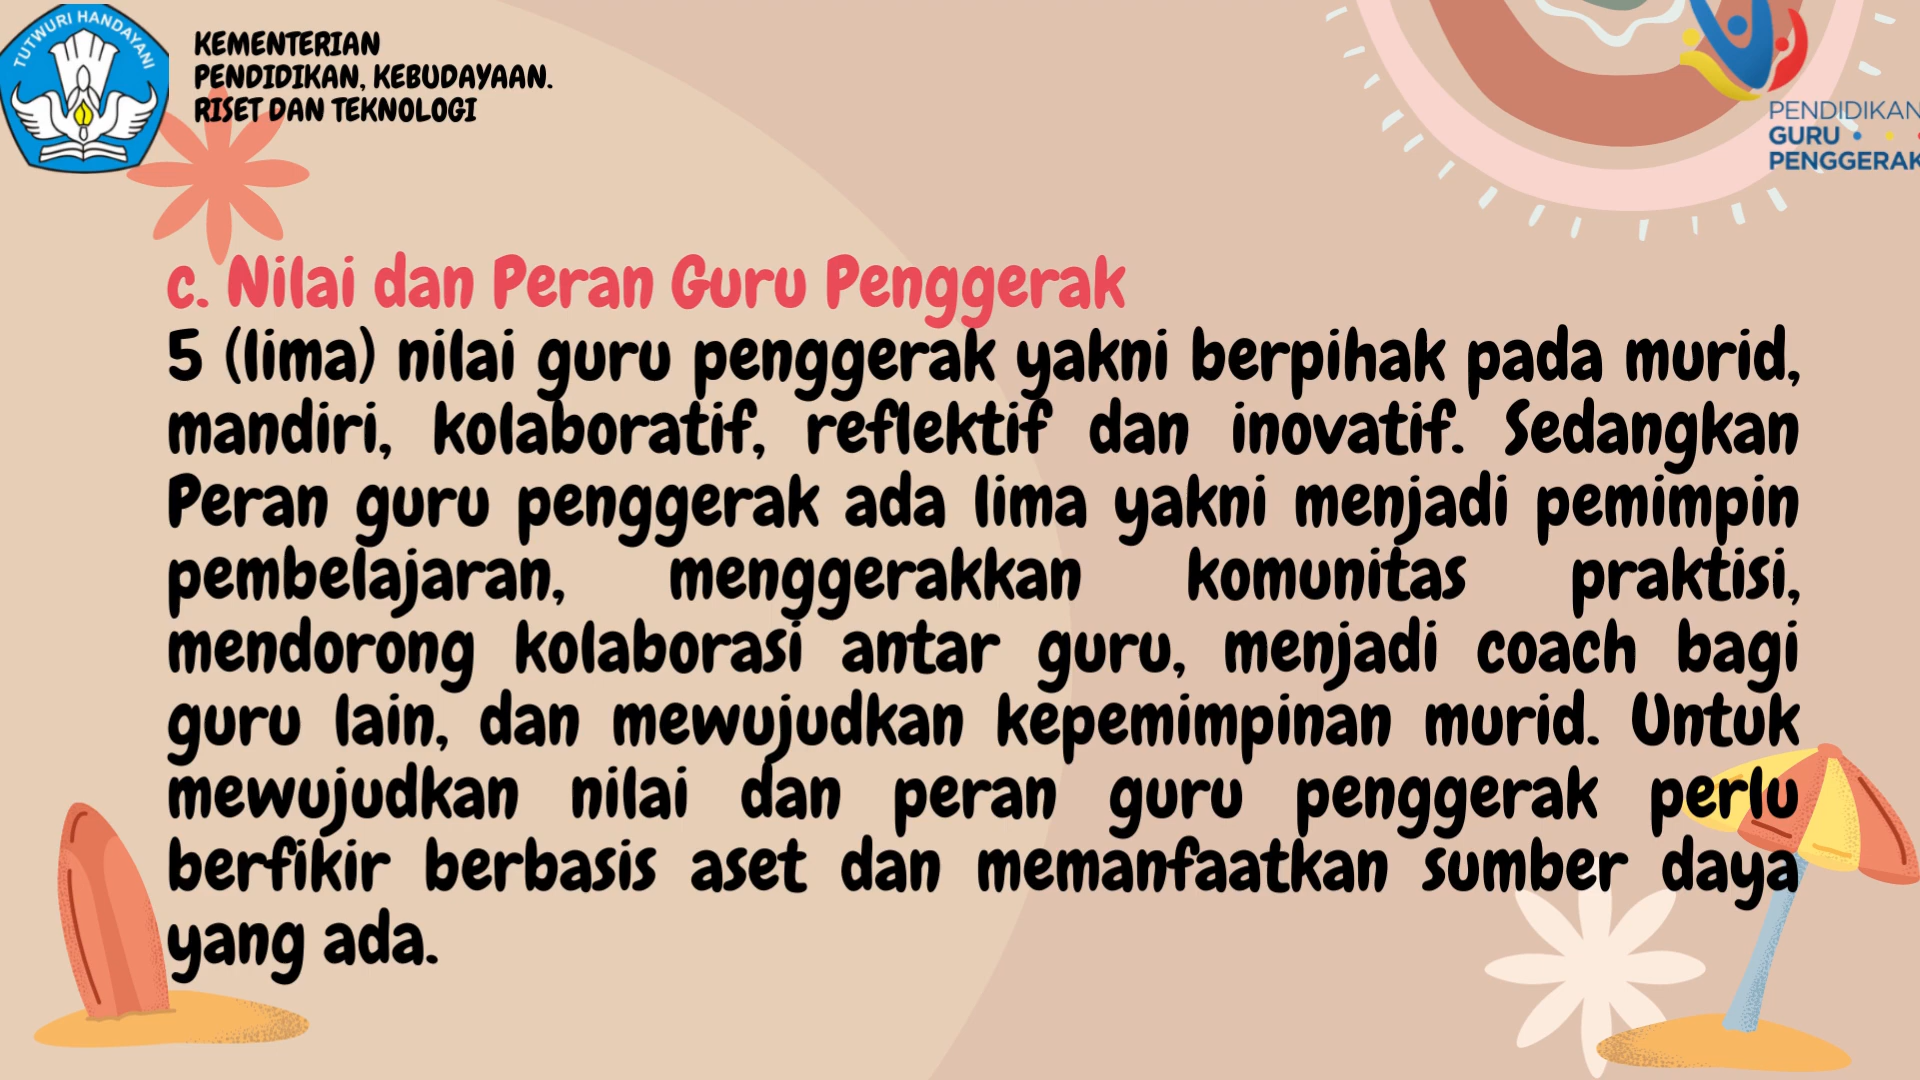 TUTWURI HANDAYANI
KEMENTERIAN
PENDIDIKAN, KEBUDAYAAN.
RISET DAN TEKNOLOGI
PENDIDIKAN
GURU
PENGGERAK
c. Nilai dan Peran Guru Penggerak
5 (lima) nilai guru penggerak yakni berpihak pada murid,
mandiri, kolaboratif, reflektif dan inovatif. Sedangkan
Peran guru penggerak ada lima yakni menjadi pemimpin
pembelajaran, menggerakkan komunitas praktisi,
mendorong kolaborasi antar guru, menjadi coach bagi
guru lain, dan mewujudkan kepemimpinan murid. Untuk
mewujudkan nilai dan peran guru penggerak perlu
berfikir berbasis aset dan memanfaatkan sumber daya
yang ada.